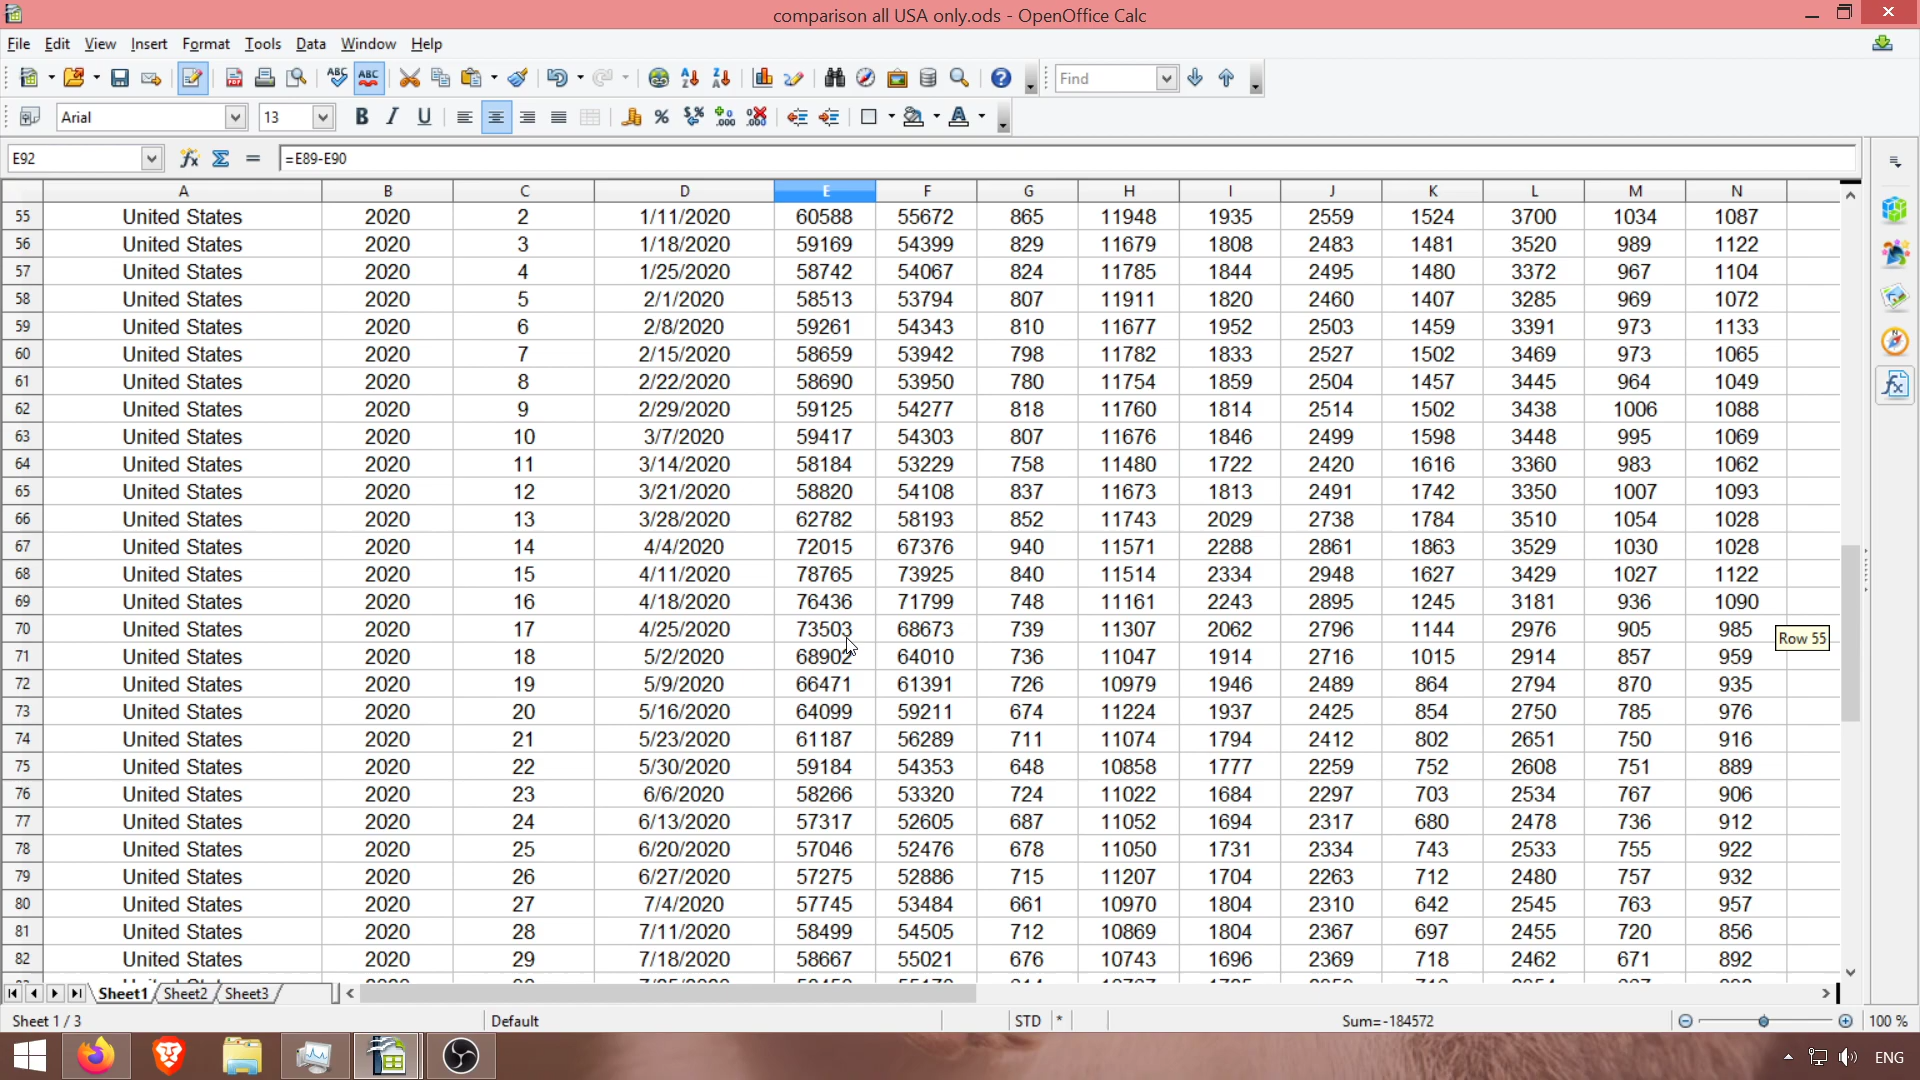 comparison all USA only.ods - OpenOffice Calc
File Edit View Insert Format Tools Data Window Help
Find
Arial 13
E92 =E89-E90
A B C D E F G H I J K L M N
55 United States 2020 2 1/11/2020 60588 55672 865 11948 1935 2559 1524 3700 1034 1087
56 United States 2020 3 1/18/2020 59169 54399 829 11679 1808 2483 1481 3520 989 1122
57 United States 2020 4 1/25/2020 58742 54067 824 11785 1844 2495 1480 3372 967 1104
58 United States 2020 5 2/1/2020 58513 53794 807 11911 1820 2460 1407 3285 969 1072
59 United States 2020 6 2/8/2020 59261 54343 810 11677 1952 2503 1459 3391 973 1133
60 United States 2020 7 2/15/2020 58659 53942 798 11782 1833 2527 1502 3469 973 1065
61 United States 2020 8 2/22/2020 58690 53950 780 11754 1859 2504 1457 3445 964 1049
62 United States 2020 9 2/29/2020 59125 54277 818 11760 1814 2514 1502 3438 1006 1088
63 United States 2020 10 3/7/2020 59417 54303 807 11676 1846 2499 1598 3448 995 1069
64 United States 2020 11 3/14/2020 58184 53229 758 11480 1722 2420 1616 3360 983 1062
65 United States 2020 12 3/21/2020 58820 54108 837 11673 1813 2491 1742 3350 1007 1093
66 United States 2020 13 3/28/2020 62782 58193 852 11743 2029 2738 1784 3510 1054 1028
67 United States 2020 14 4/4/2020 72015 67376 940 11571 2288 2861 1863 3529 1030 1028
68 United States 2020 15 4/11/2020 78765 73925 840 11514 2334 2948 1627 3429 1027 1122
69 United States 2020 16 4/18/2020 76436 71799 748 11161 2243 2895 1245 3181 936 1090
70 United States 2020 17 4/25/2020 73503 68673 739 11307 2062 2796 1144 2976 905 985 Row 55
71 United States 2020 18 5/2/2020 68902 64010 736 11047 1914 2716 1015 2914 857 959
72 United States 2020 19 5/9/2020 66471 61391 726 10979 1946 2489 864 2794 870 935
73 United States 2020 20 5/16/2020 64099 59211 674 11224 1937 2425 854 2750 785 976
74 United States 2020 21 5/23/2020 61187 56289 711 11074 1794 2412 802 2651 750 916
75 United States 2020 22 5/30/2020 59184 54353 648 10858 1777 2259 752 2608 751 889
76 United States 2020 23 6/6/2020 58266 53320 724 11022 1684 2297 703 2534 767 906
77 United States 2020 24 6/13/2020 57317 52605 687 11052 1694 2317 680 2478 736 912
78 United States 2020 25 6/20/2020 57046 52476 678 11050 1731 2334 743 2533 755 922
79 United States 2020 26 6/27/2020 57275 52886 715 11207 1704 2263 712 2480 757 932
80 United States 2020 27 7/4/2020 57745 53484 661 10970 1804 2310 642 2545 763 957
81 United States 2020 28 7/11/2020 58499 54505 712 10869 1804 2367 697 2455 720 856
82 United States 2020 29 7/18/2020 58667 55021 676 10743 1696 2369 718 2462 671 892
Sheet1 Sheet2 Sheet3
Sheet 1 / 3 Default STD * Sum=-184572 100 %
ENG